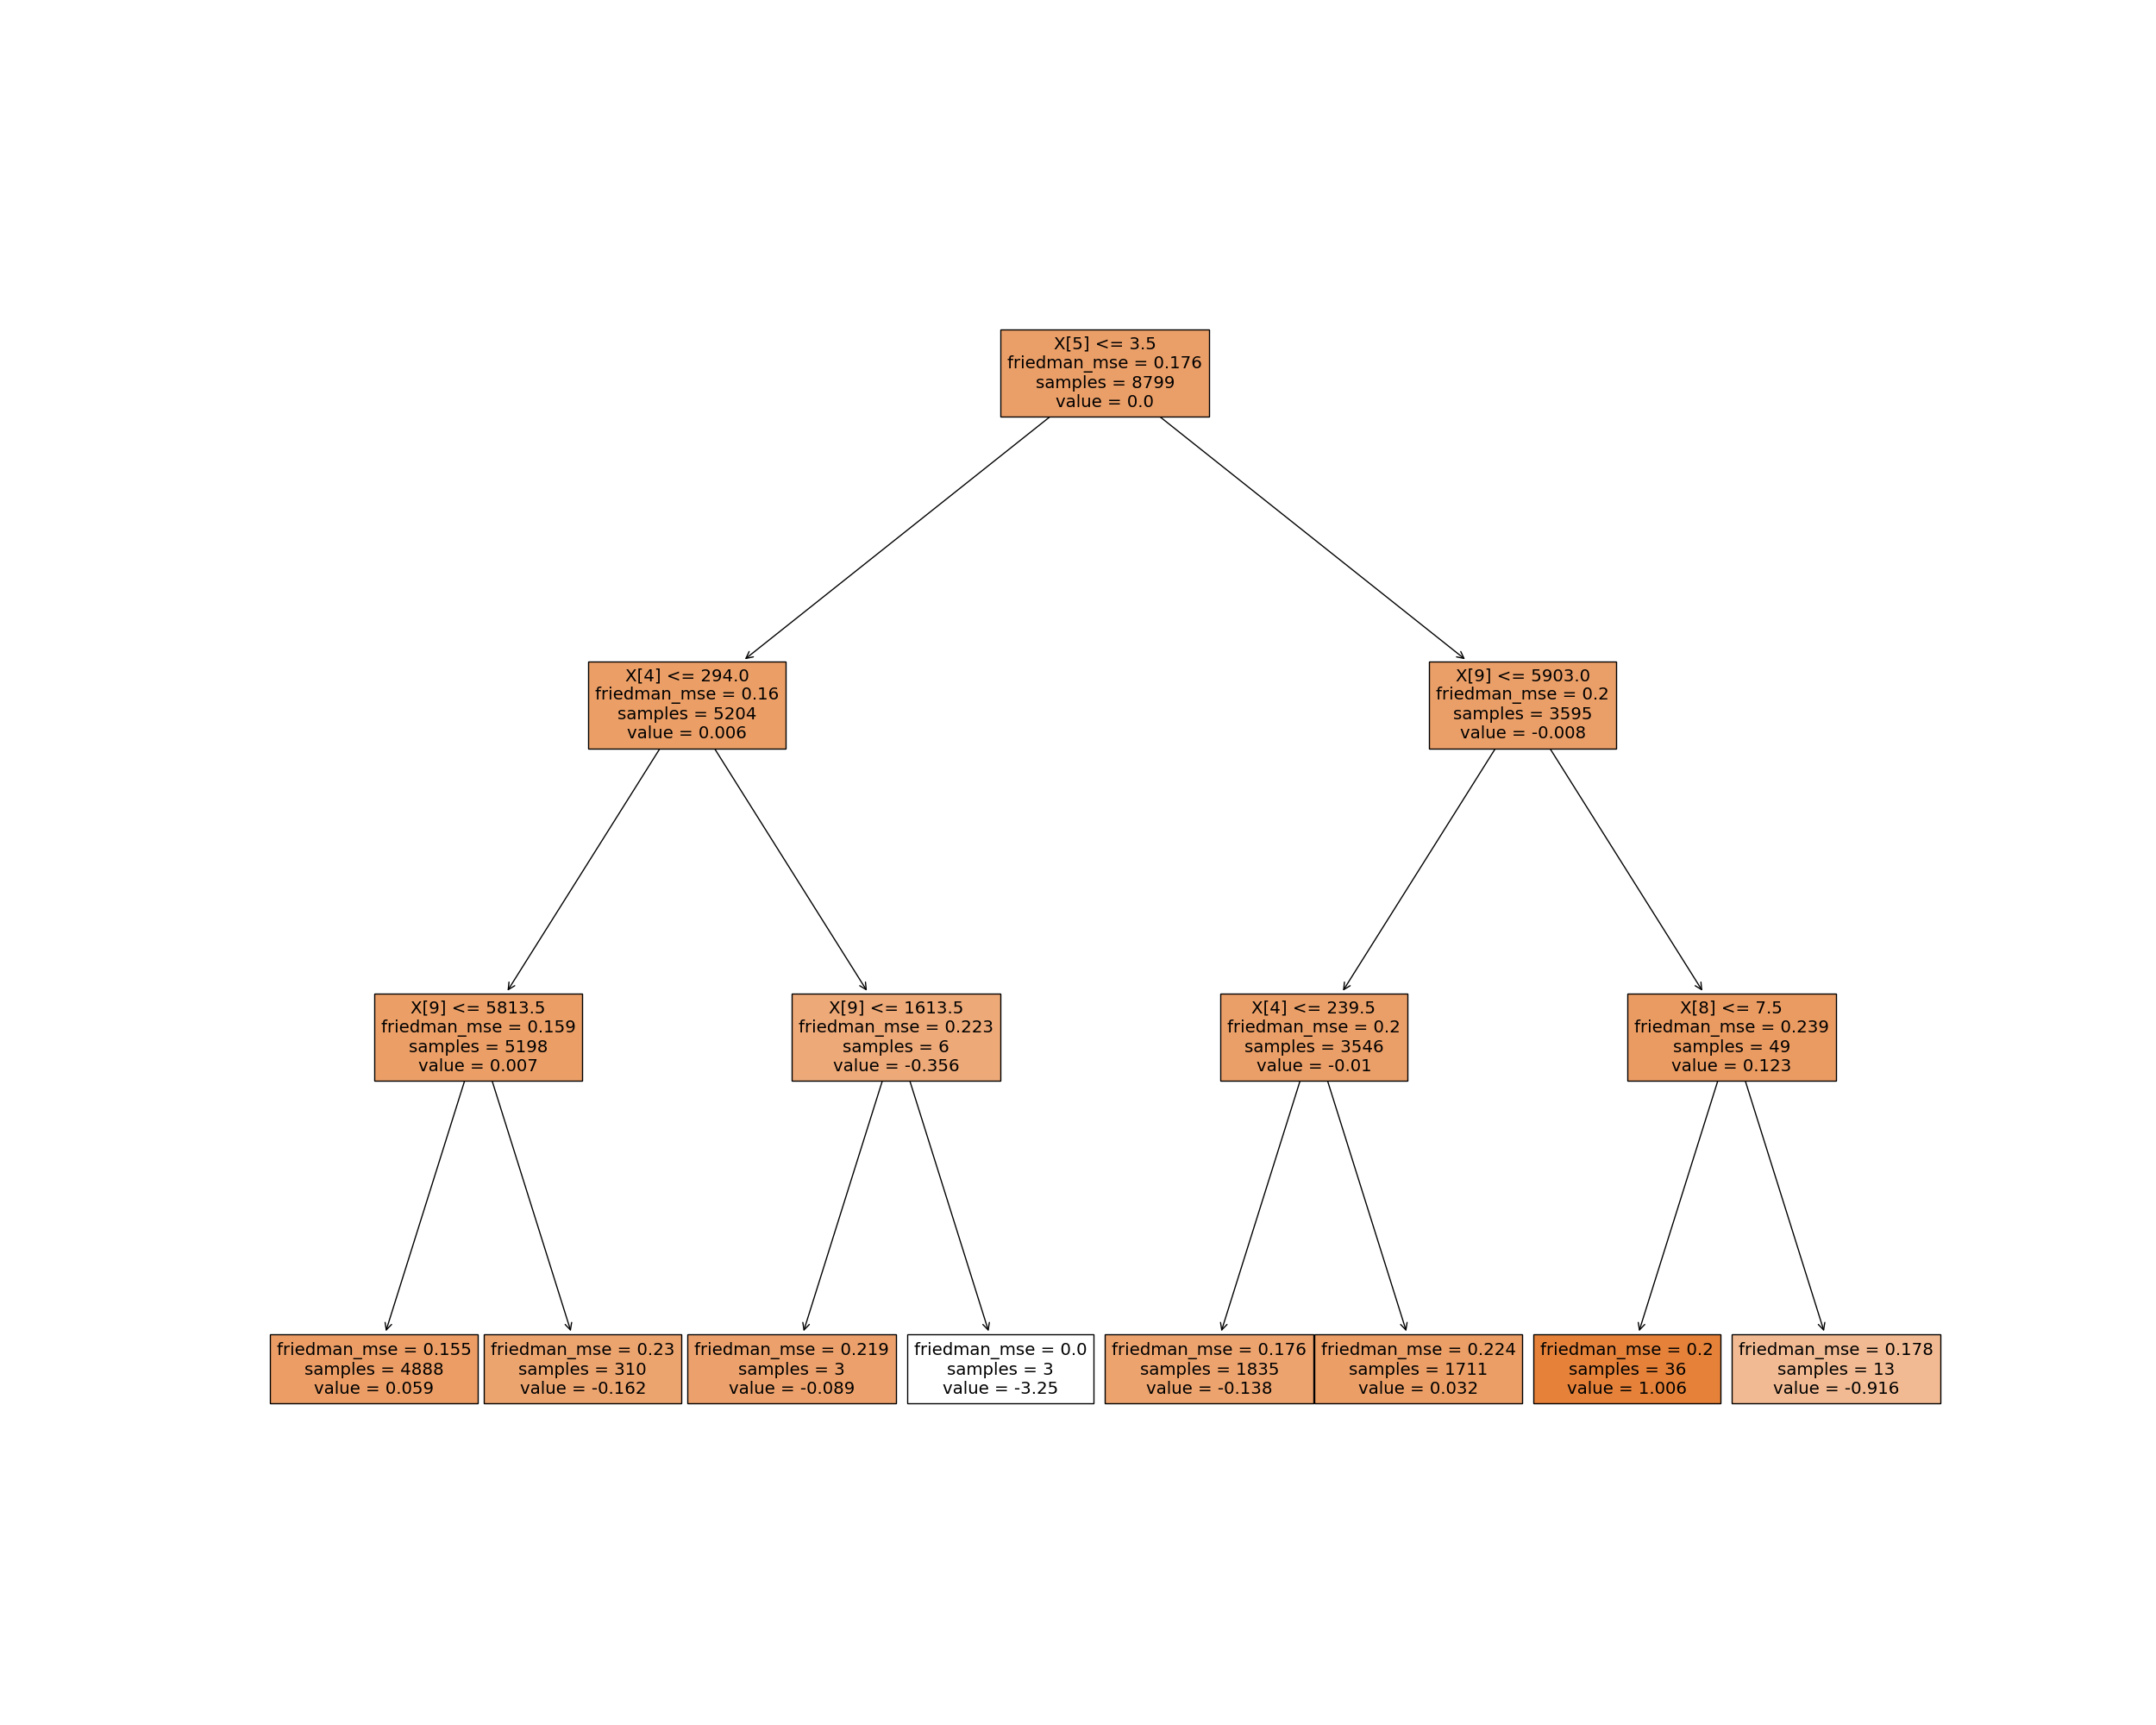 X[5] <= 3.5
friedman_mse = 0.176
samples = 8799
value = 0.0
X[4] <= 294.0
friedman_mse = 0.16
samples = 5204
value = 0.006
X[9] <= 5903.0
friedman_mse = 0.2
samples = 3595
value = -0.008
X[9] <= 5813.5
friedman_mse = 0.159
samples = 5198
value = 0.007
X[9] <= 1613.5
friedman_mse = 0.223
samples = 6
value = -0.356
X[4] <= 239.5
friedman_mse = 0.2
samples = 3546
value = -0.01
X[8] <= 7.5
friedman_mse = 0.239
samples = 49
value = 0.123
friedman_mse = 0.155
samples = 4888
value = 0.059
friedman_mse = 0.23
samples = 310
value = -0.162
friedman_mse = 0.219
samples = 3
value = -0.089
friedman_mse = 0.0
samples = 3
value = -3.25
friedman_mse = 0.176
samples = 1835
value = -0.138
friedman_mse = 0.224
samples = 1711
value = 0.032
friedman_mse = 0.2
samples = 36
value = 1.006
friedman_mse = 0.178
samples = 13
value = -0.916